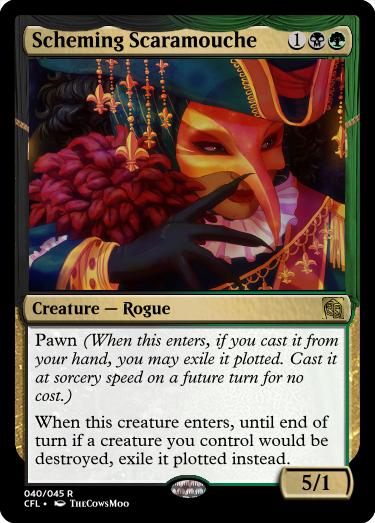 Scheming Scaramouche 1
Creature — Rogue
Pawn (When this enters, if you cast it from
your hand, you may exile it plotted. Cast it
at sorcery speed on a future turn for no
cost.)
When this creature enters, until end of
turn if a creature you control would be
destroyed, exile it plotted instead.
5/1
040/045 R
CFL • TheCowsMoo